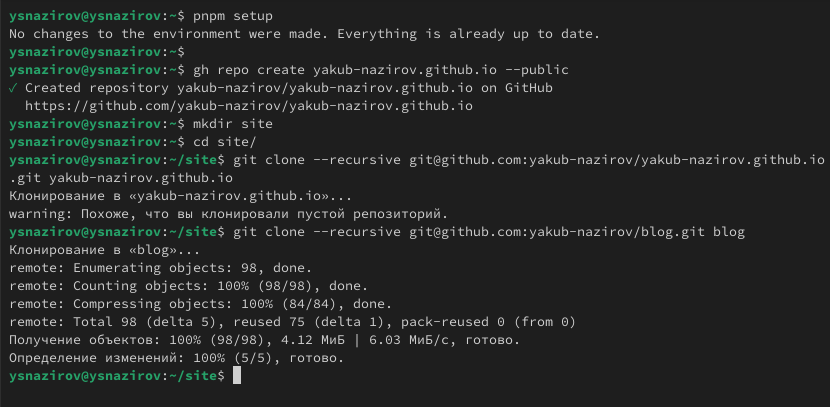 ysnazirov@ysnazirov:~$ pnpm setup
No changes to the environment were made. Everything is already up to date.
ysnazirov@ysnazirov:~$
ysnazirov@ysnazirov:~$ gh repo create yakub-nazirov.github.io --public
✓ Created repository yakub-nazirov/yakub-nazirov.github.io on GitHub
  https://github.com/yakub-nazirov/yakub-nazirov.github.io
ysnazirov@ysnazirov:~$ mkdir site
ysnazirov@ysnazirov:~$ cd site/
ysnazirov@ysnazirov:~/site$ git clone --recursive git@github.com:yakub-nazirov/yakub-nazirov.github.io
.git yakub-nazirov.github.io
Клонирование в «yakub-nazirov.github.io»...
warning: Похоже, что вы клонировали пустой репозиторий.
ysnazirov@ysnazirov:~/site$ git clone --recursive git@github.com:yakub-nazirov/blog.git blog
Клонирование в «blog»...
remote: Enumerating objects: 98, done.
remote: Counting objects: 100% (98/98), done.
remote: Compressing objects: 100% (84/84), done.
remote: Total 98 (delta 5), reused 75 (delta 1), pack-reused 0 (from 0)
Получение объектов: 100% (98/98), 4.12 МиБ | 6.03 МиБ/с, готово.
Определение изменений: 100% (5/5), готово.
ysnazirov@ysnazirov:~/site$